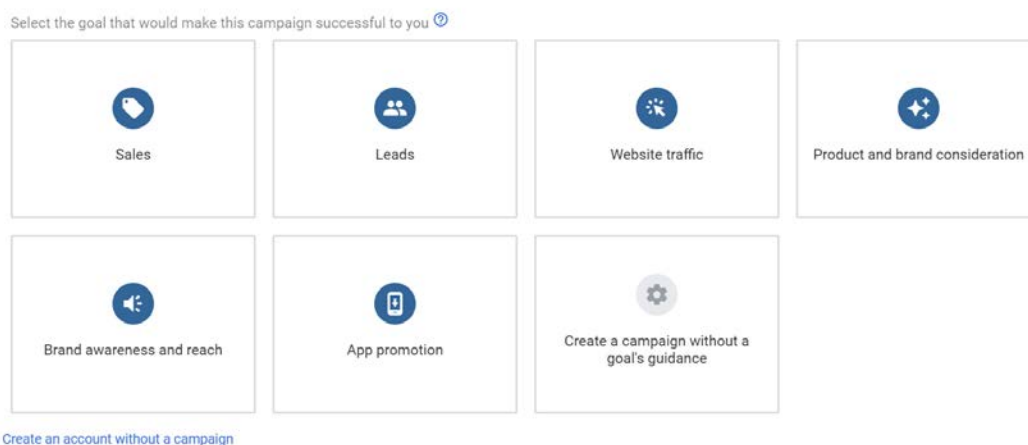 Select the goal that would make this campaign successful to you
Sales
Leads
Website traffic
Product and brand consideration
Brand awareness and reach
App promotion
Create a campaign without a
goal's guidance
Create an account without a campaign